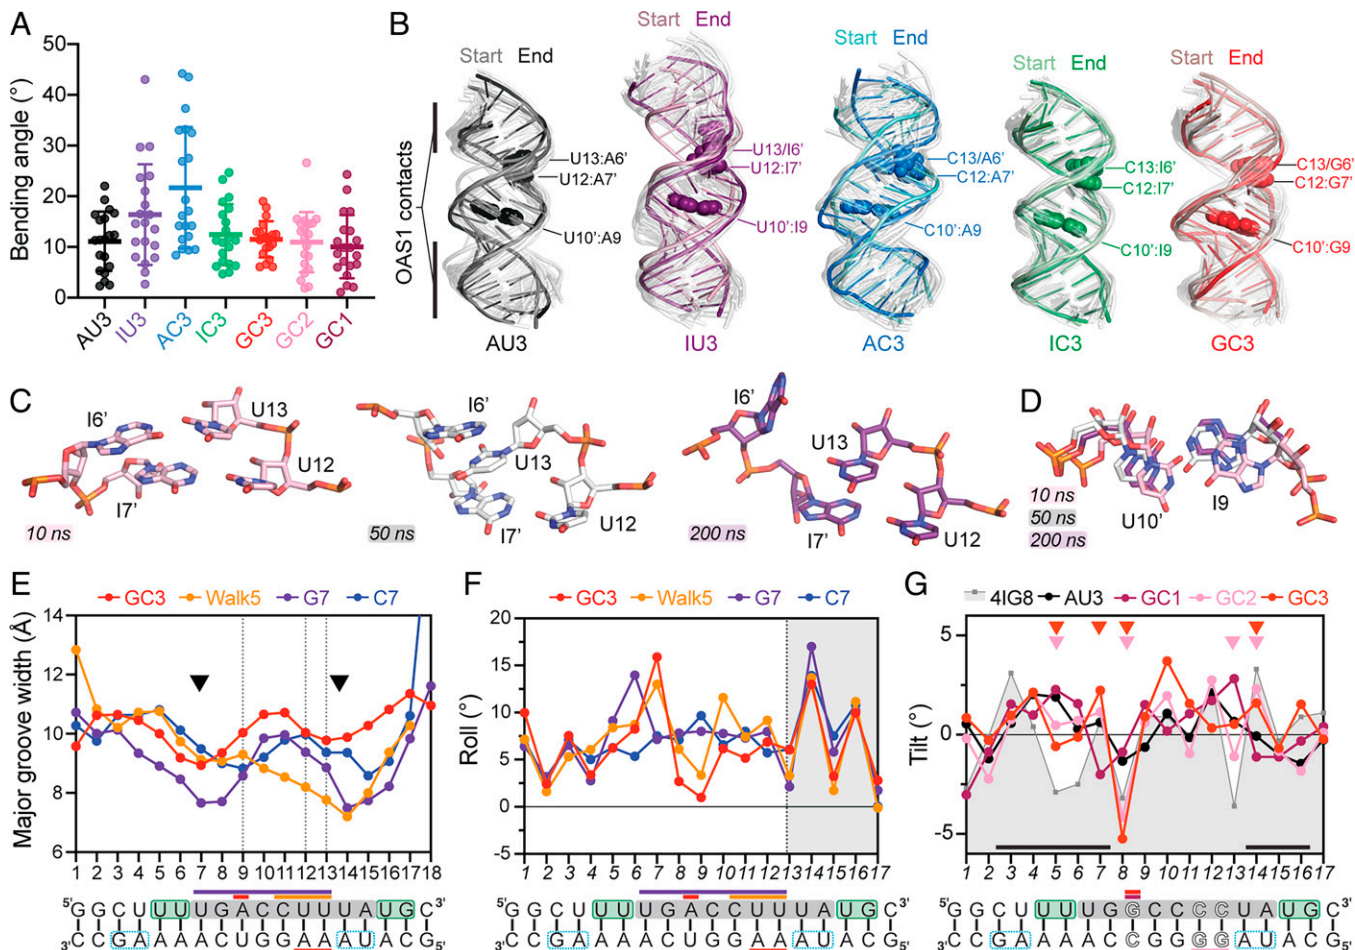 A
Bending angle (°)
50
40
30
20
10
0
AU3
IU3
AC3
IC3
GC3
GC2
GC1
B
OAS1 contacts
Start End
U13:A6'
U12:A7'
U10':A9
AU3
Start End
U13/I6'
U12:I7'
U10':I9
IU3
Start End
C13/A6'
C12:A7'
C10':A9
AC3
Start End
C13:I6'
C12:I7'
C10':I9
IC3
Start End
C13/G6'
C12:G7'
C10':G9
GC3
C
I6'
U13
U12
I7'
10 ns
I6'
U13
I7'
U12
50 ns
I6'
U13
I7'
U12
200 ns
D
10 ns
50 ns
200 ns
U10'
I9
E
GC3 Walk5 G7 C7
Major groove width (Å)
14
12
10
8
6
1 2 3 4 5 6 7 8 9 10 11 12 13 14 15 16 17 18
5' G G C U U U U G A C C U U U A U G C 3'
3' C C G A A A A C U G G A A A U A C G 5'
F
GC3 Walk5 G7 C7
Roll (°)
20
15
10
5
0
-5
1 2 3 4 5 6 7 8 9 10 11 12 13 14 15 16 17
5' G G C U U U U G A C C U U U A U G C 3'
3' C C G A A A A C U G G A A A U A C G 5'
G
4IG8 AU3 GC1 GC2 GC3
Tilt (°)
5
0
-5
1 2 3 4 5 6 7 8 9 10 11 12 13 14 15 16 17
5' G G C U U U G G C C C C U A U G C 3'
3' C C G A A A C C G G G G A U A C G 5'